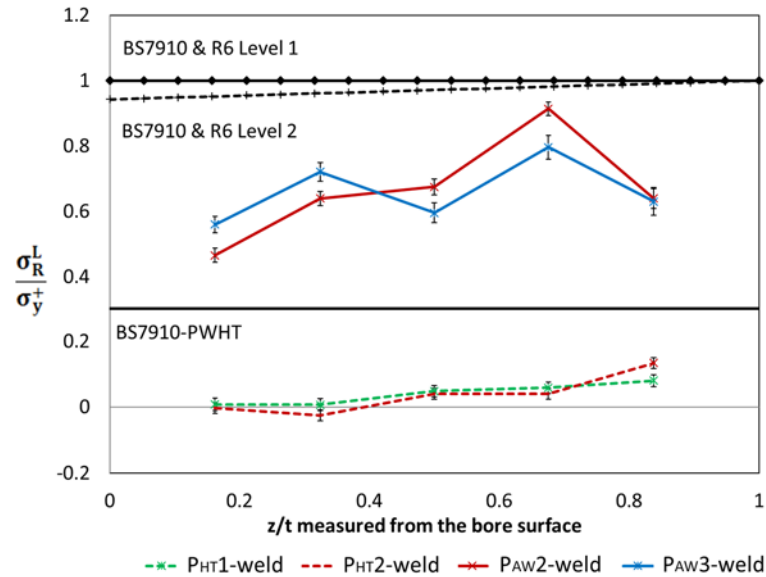 1.2
BS7910 & R6 Level 1
1
BS7910 & R6 Level 2
0.8
0.6
σ_R^L / σ_y^+
0.4
BS7910-PWHT
0.2
0
-0.2
0 0.2 0.4 0.6 0.8 1
z/t measured from the bore surface
PHT1-weld PHT2-weld PAW2-weld PAW3-weld